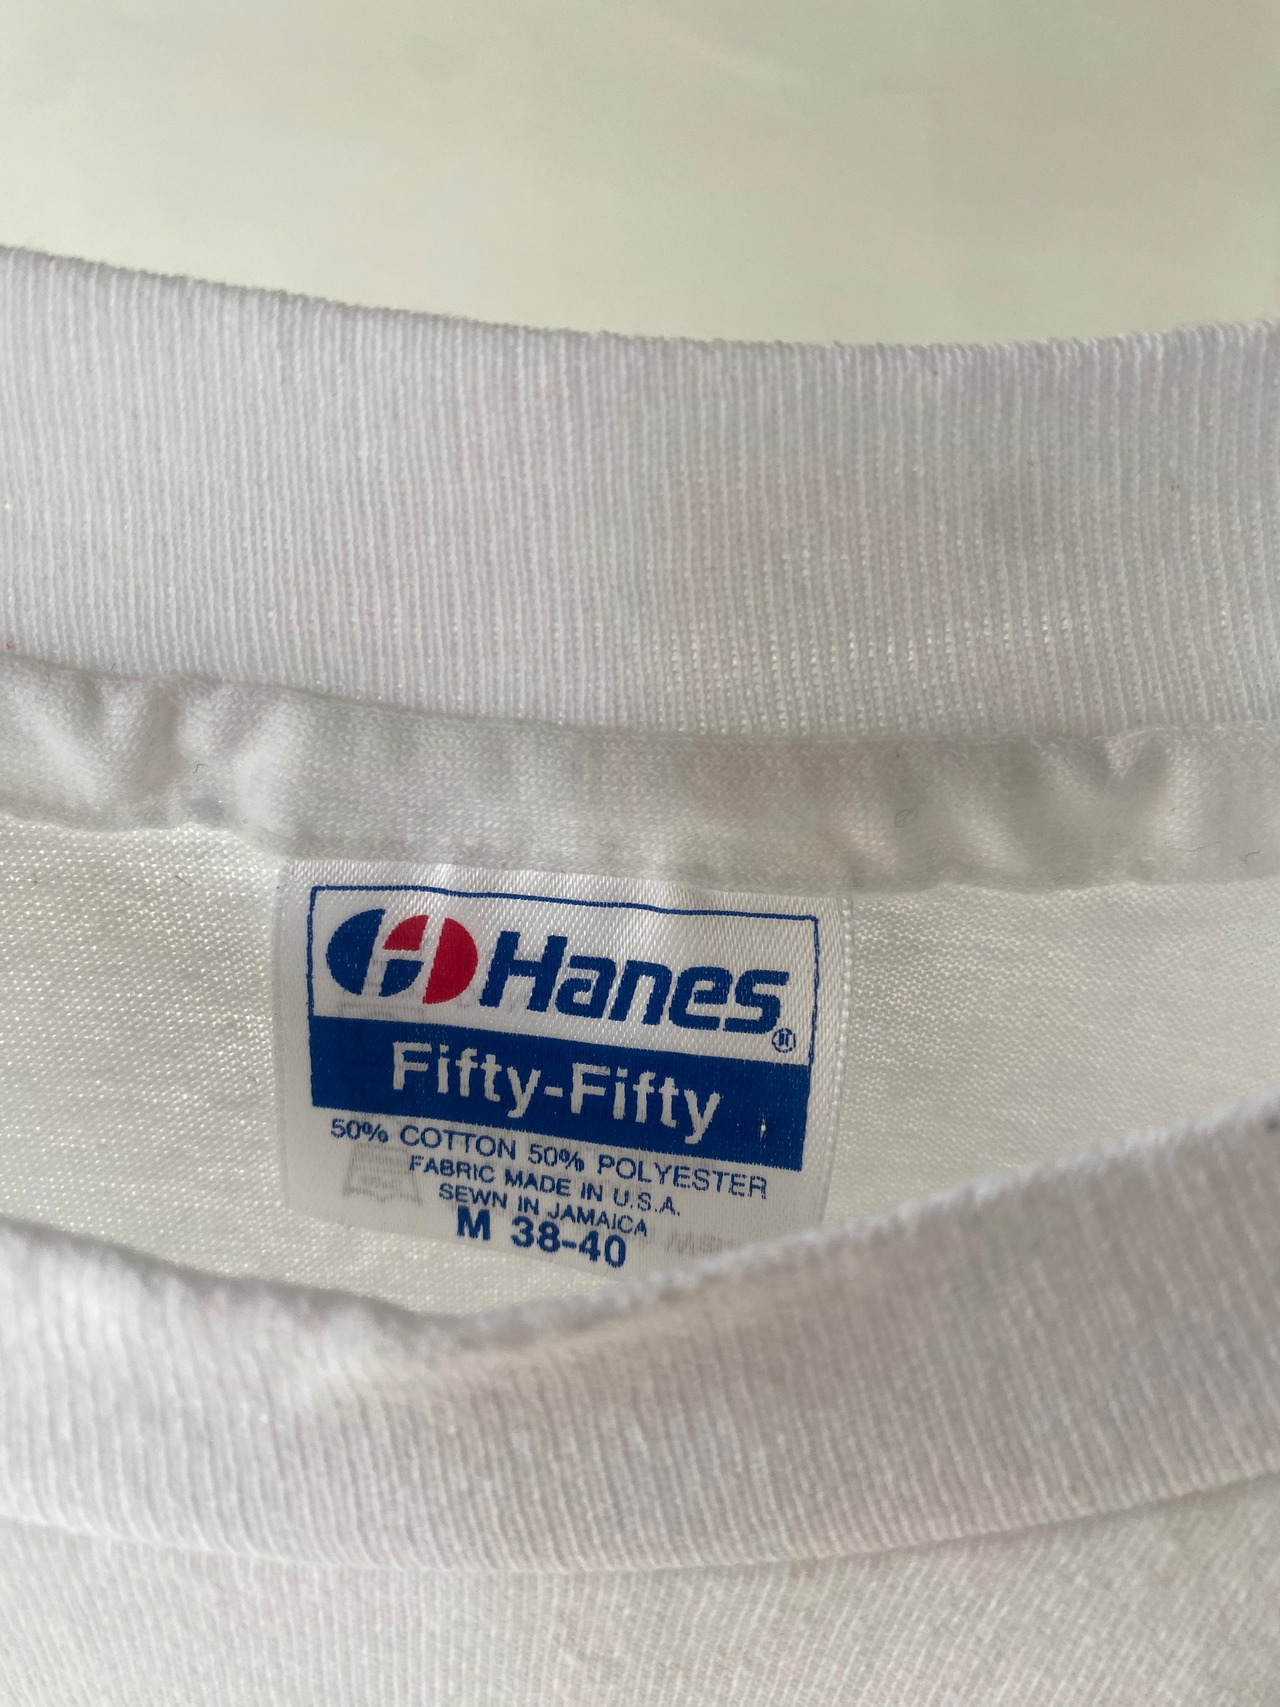 Hanes®
Fifty-Fifty
50% COTTON 50% POLYESTER
FABRIC MADE IN U.S.A.
SEWN IN JAMAICA
M 38-40